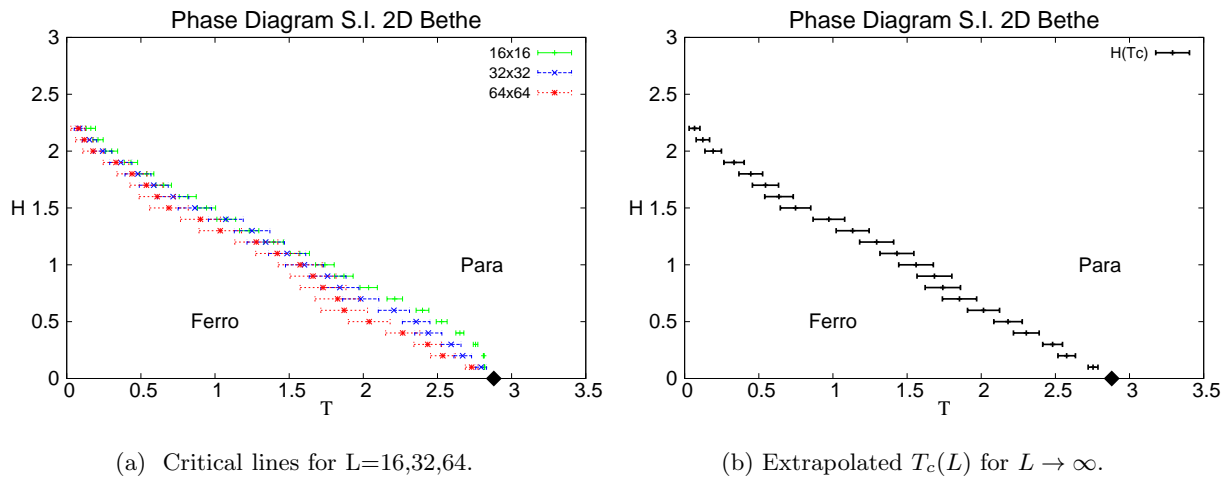 Phase Diagram S.I. 2D Bethe
3
2.5
2
H 1.5
1
0.5
0
0 0.5 1 1.5 2 2.5 3 3.5
T
16x16
32x32
64x64
Para
Ferro
(a) Critical lines for L=16,32,64.
Phase Diagram S.I. 2D Bethe
3
2.5
2
H 1.5
1
0.5
0
0 0.5 1 1.5 2 2.5 3 3.5
T
H(Tc)
Para
Ferro
(b) Extrapolated T_c(L) for L → ∞.